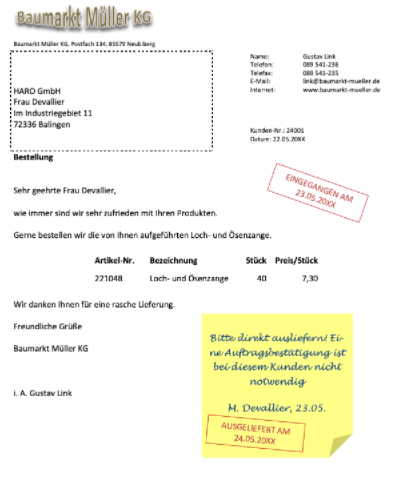 Baumarkt Müller KG
Baumarkt Müller KG, Postfach 134, 85579 Neubiberg
HARO GmbH
Frau Devallier
Im Industriegebiet 11
72336 Balingen
Name: Gustav Link
Telefon: 089 541-236
Telefax: 089 541-235
E-Mail: link@baumarkt-mueller.de
Internet: www.baumarkt-mueller.de
Kunden-Nr.: 24001
Datum: 22.05.20XX
Bestellung
EINGEGANGEN AM
23.05.20XX
Sehr geehrte Frau Devallier,
wie immer sind wir sehr zufrieden mit Ihren Produkten.
Gerne bestellen wir die von Ihnen aufgeführten Loch- und Ösenzange.
Artikel-Nr. Bezeichnung Stück Preis/Stück
221048 Loch- und Ösenzange 40 7,30
Wir danken Ihnen für eine rasche Lieferung.
Freundliche Grüße
Baumarkt Müller KG
i. A. Gustav Link
Bitte direkt ausliefern! Ei-
ne Auftragsbestätigung ist
bei diesem Kunden nicht
notwendig
M. Devallier, 23.05.
AUSGELIEFERT AM
24.05.20XX